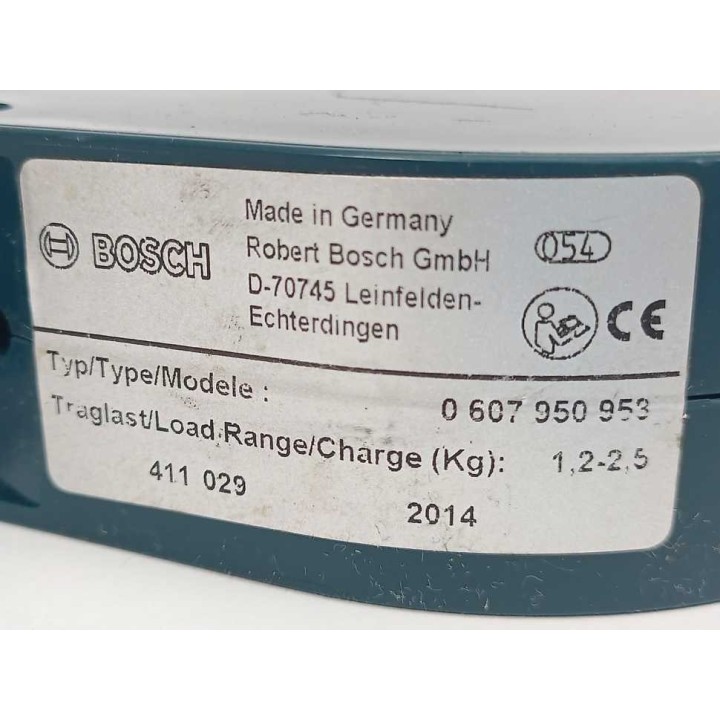 BOSCH
Made in Germany
Robert Bosch GmbH
D-70745 Leinfelden-
Echterdingen
054
CE
Typ/Type/Modele : 0 607 950 953
Traglast/Load Range/Charge (Kg): 1,2-2,5
411 029 2014